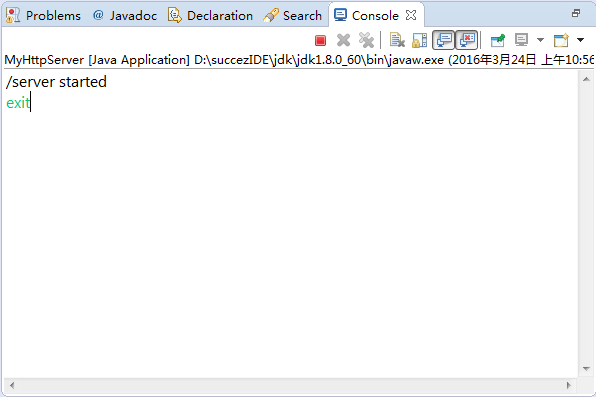 Problems @ Javadoc Declaration Search Console
MyHttpServer [Java Application] D:\succezIDE\jdk\jdk1.8.0_60\bin\javaw.exe (2016年3月24日 上午10:56
/server started
exit